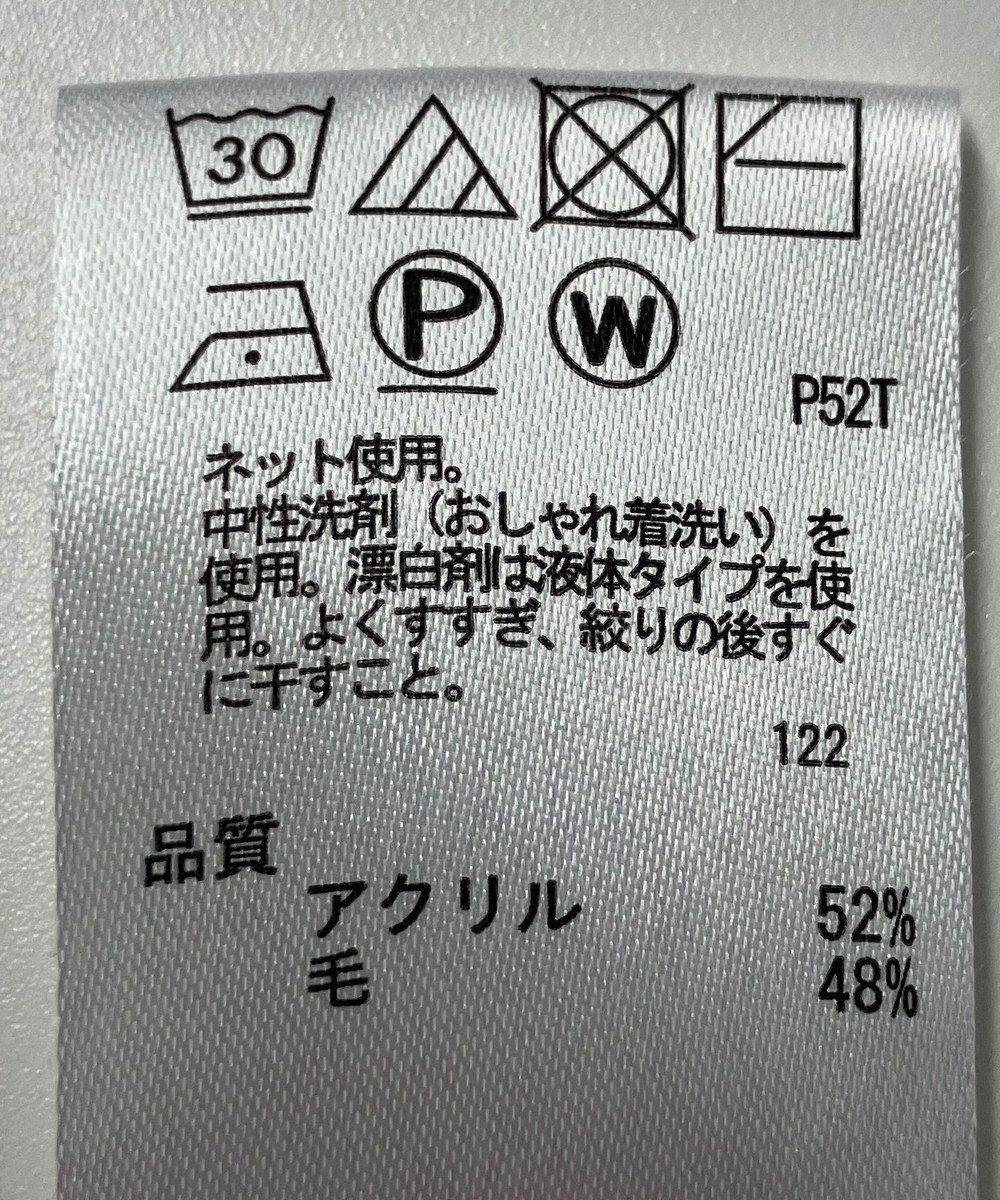 30
P
W
P52T
ネット使用。
中性洗剤(おしゃれ着洗い)を
使用。漂白剤は液体タイプを使
用。よくすすぎ、絞りの後すぐ
に干すこと。
122
品質
アクリル 52%
毛 48%